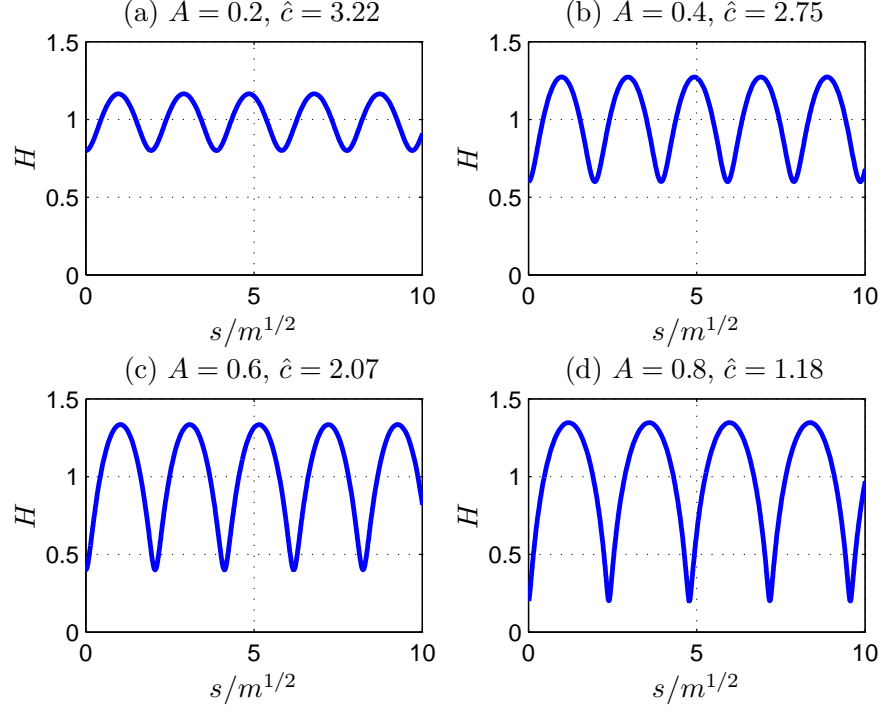 (a) A = 0.2, ĉ = 3.22
1.5
1
0.5
0
H
0
5
10
s/m^{1/2}
(b) A = 0.4, ĉ = 2.75
1.5
1
0.5
0
H
0
5
10
s/m^{1/2}
(c) A = 0.6, ĉ = 2.07
1.5
1
0.5
0
H
0
5
10
s/m^{1/2}
(d) A = 0.8, ĉ = 1.18
1.5
1
0.5
0
H
0
5
10
s/m^{1/2}